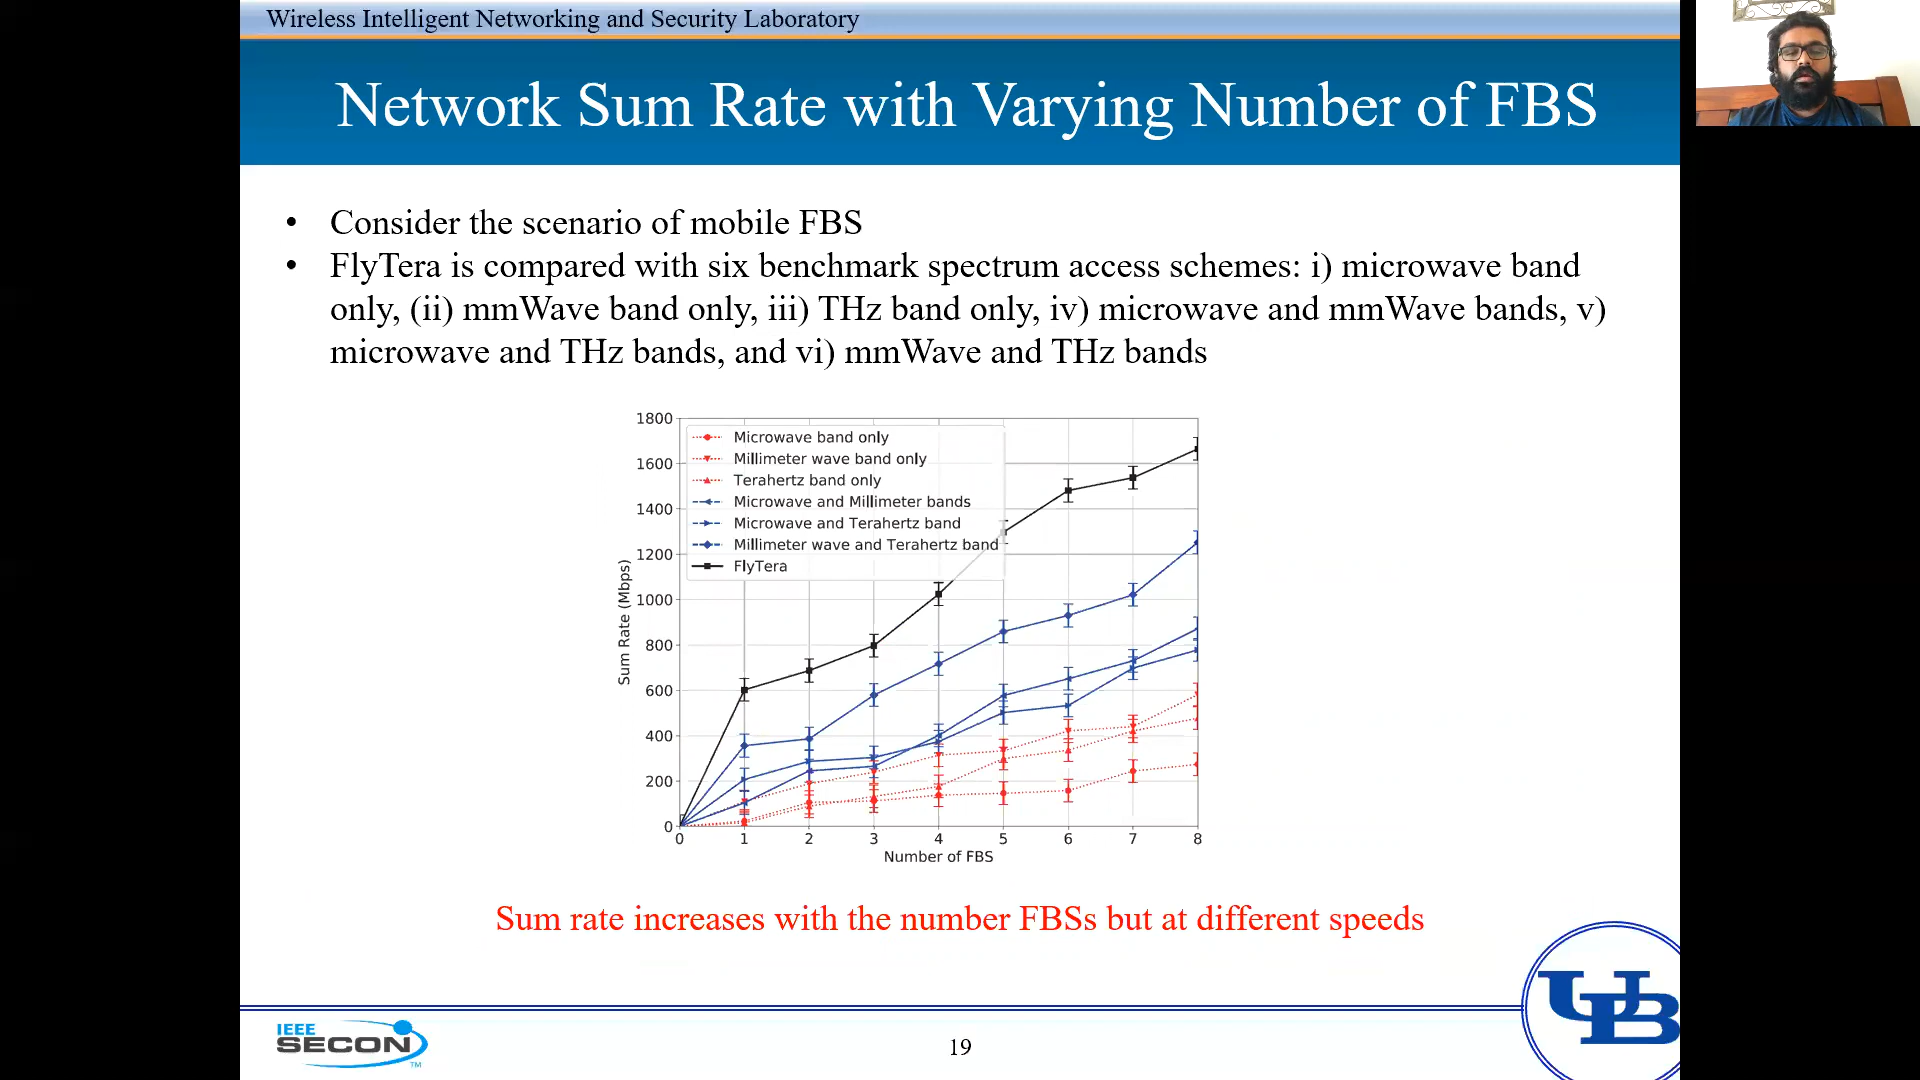 Wireless Intelligent Networking and Security Laboratory
Network Sum Rate with Varying Number of FBS
• Consider the scenario of mobile FBS
• FlyTera is compared with six benchmark spectrum access schemes: i) microwave band
only, (ii) mmWave band only, iii) THz band only, iv) microwave and mmWave bands, v)
microwave and THz bands, and vi) mmWave and THz bands
1800
1600
1400
1200
1000
800
600
400
200
0
Sum Rate (Mbps)
Microwave band only
Millimeter wave band only
Terahertz band only
Microwave and Millimeter bands
Microwave and Terahertz band
Millimeter wave and Terahertz band
FlyTera
0 1 2 3 4 5 6 7 8
Number of FBS
Sum rate increases with the number FBSs but at different speeds
IEEE
SECON
TM
19
UB